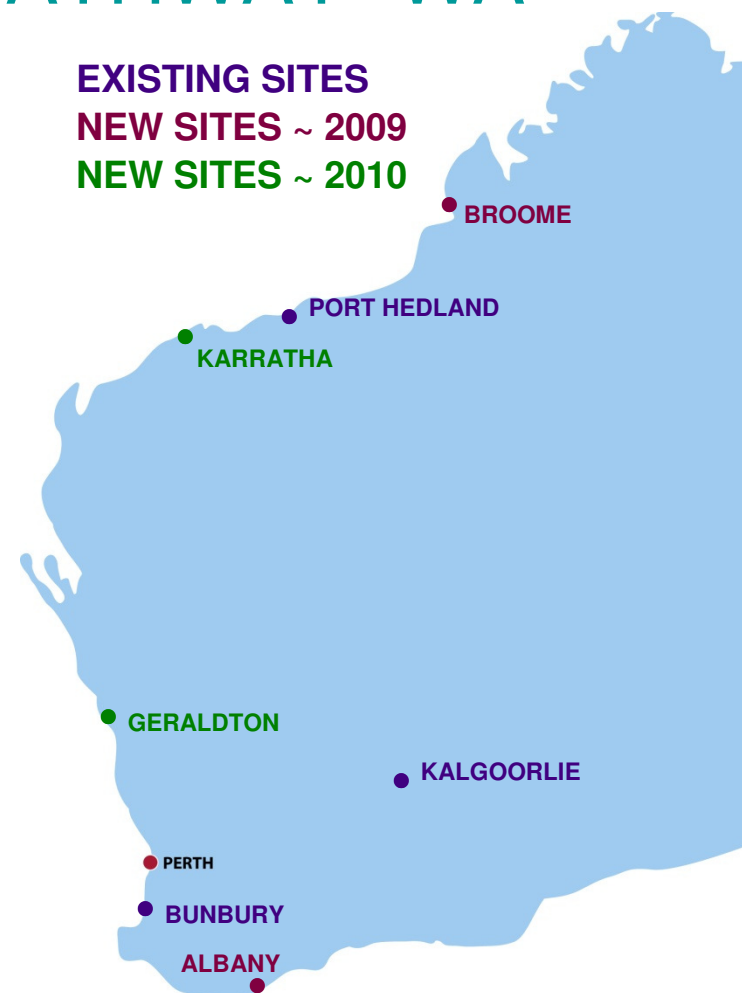 EXISTING SITES
NEW SITES ~ 2009
NEW SITES ~ 2010
BROOME
PORT HEDLAND
KARRATHA
GERALDTON
KALGOORLIE
PERTH
BUNBURY
ALBANY